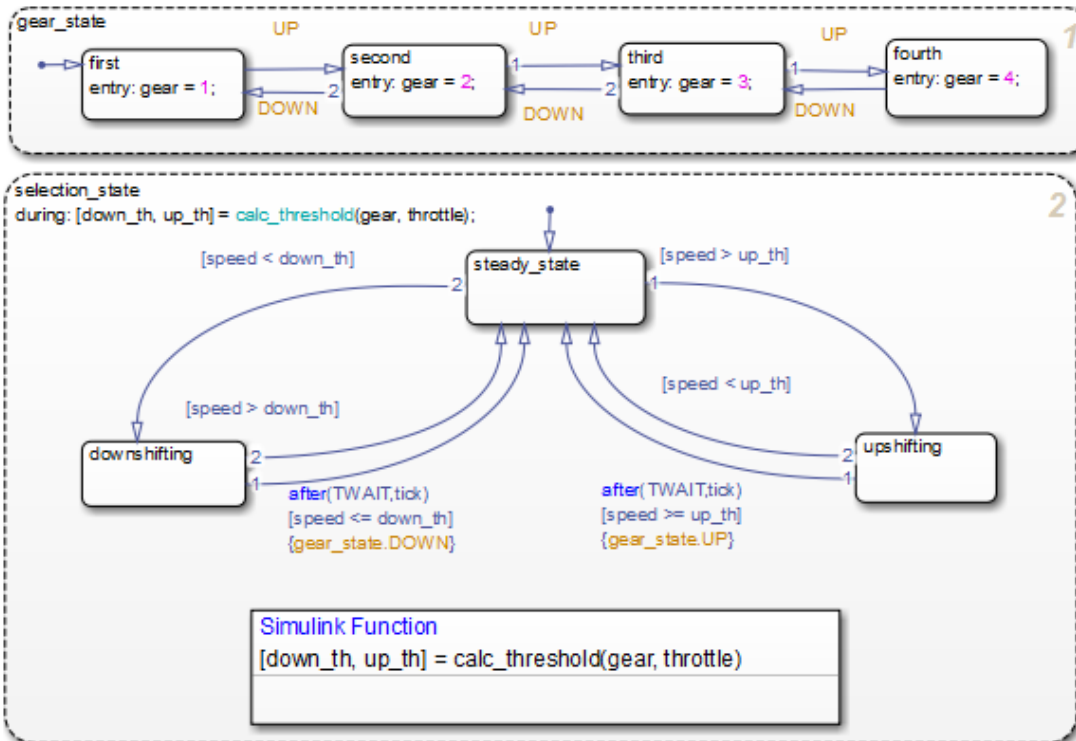 gear_state
1
UP
UP
UP
first
entry: gear = 1;
second
entry: gear = 2;
third
entry: gear = 3;
fourth
entry: gear = 4;
1
2
1
2
DOWN
DOWN
DOWN
selection_state
2
during: [down_th, up_th] = calc_threshold(gear, throttle);
[speed < down_th]
steady_state
[speed > up_th]
2
1
[speed < up_th]
[speed > down_th]
downshifting
2
1
upshifting
2
1
after(TWAIT,tick)
[speed <= down_th]
{gear_state.DOWN}
after(TWAIT,tick)
[speed >= up_th]
{gear_state.UP}
Simulink Function
[down_th, up_th] = calc_threshold(gear, throttle)